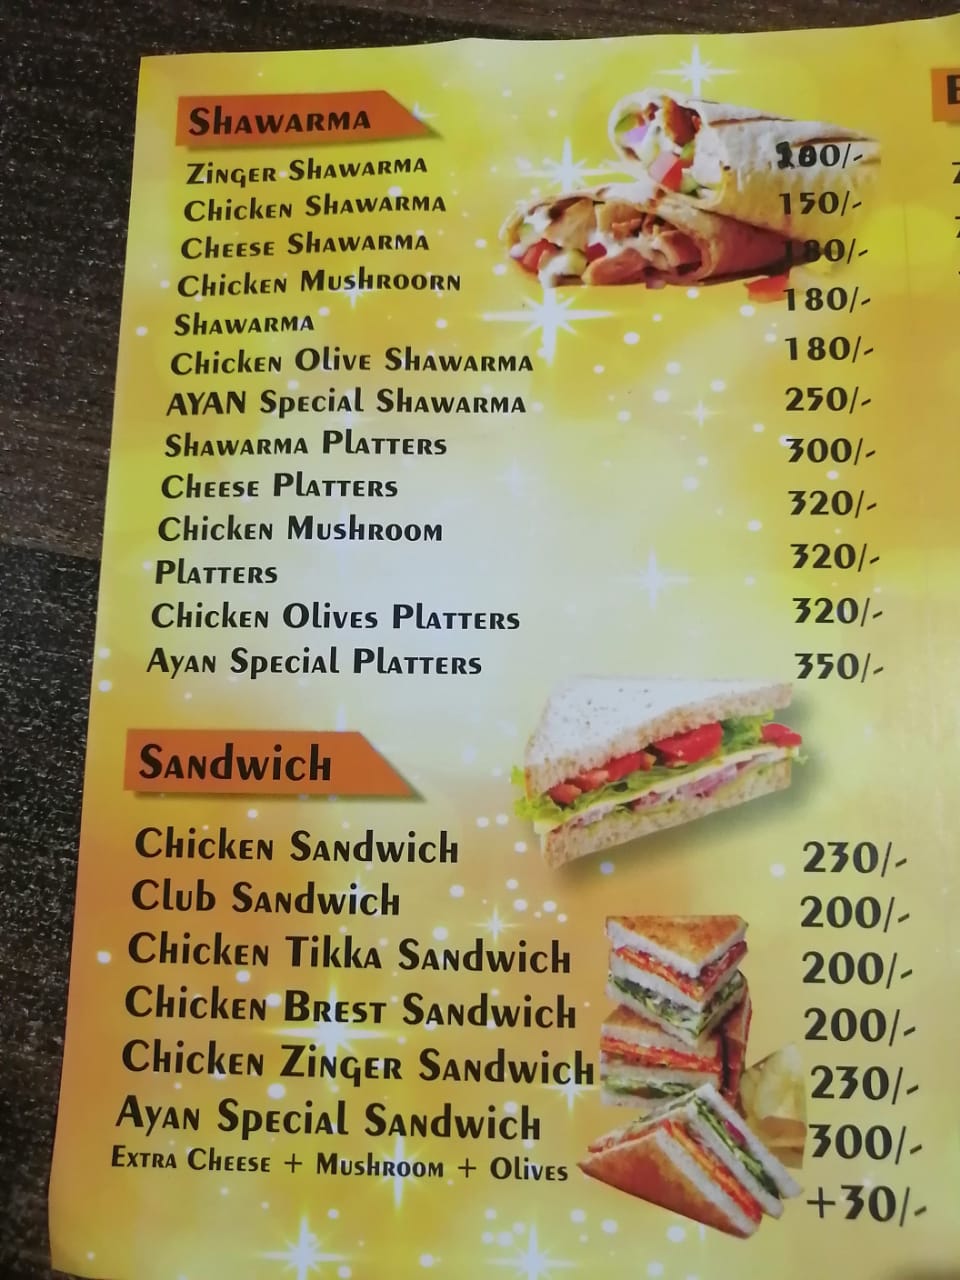 Shawarma
Zinger Shawarma
Chicken Shawarma 150/-
Cheese Shawarma 180/-
Chicken Mushroorn 180/-
Shawarma
Chicken Olive Shawarma 180/-
AYAN Special Shawarma 250/-
Shawarma Platters 300/-
Cheese Platters 320/-
Chicken Mushroom 320/-
Platters
Chicken Olives Platters 320/-
Ayan Special Platters 350/-
Sandwich
Chicken Sandwich 230/-
Club Sandwich 200/-
Chicken Tikka Sandwich 200/-
Chicken Brest Sandwich 200/-
Chicken Zinger Sandwich 230/-
Ayan Special Sandwich 300/-
Extra Cheese + Mushroom + Olives +30/-